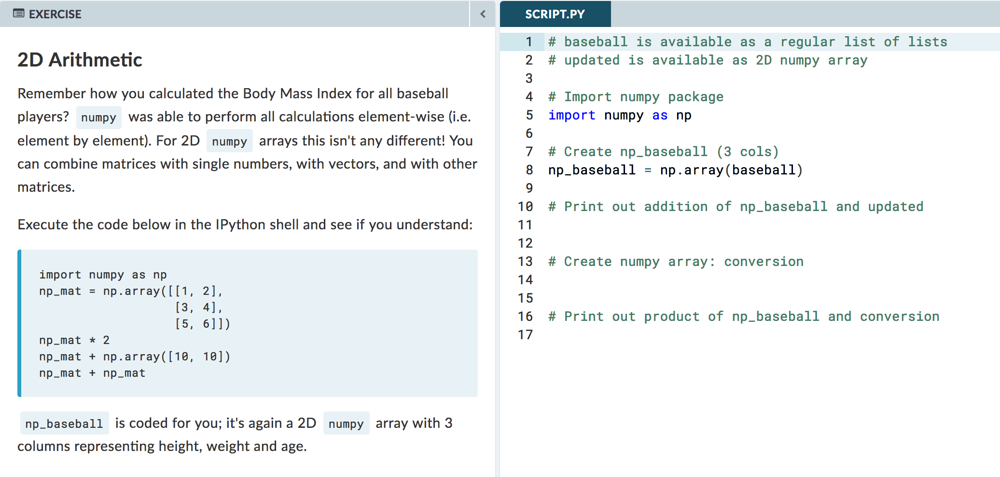 EXERCISE
2D Arithmetic
Remember how you calculated the Body Mass Index for all baseball
players? numpy was able to perform all calculations element-wise (i.e.
element by element). For 2D numpy arrays this isn't any different! You
can combine matrices with single numbers, with vectors, and with other
matrices.
Execute the code below in the IPython shell and see if you understand:
import numpy as np
np_mat = np.array([[1, 2],
                   [3, 4],
                   [5, 6]])
np_mat * 2
np_mat + np.array([10, 10])
np_mat + np_mat
np_baseball is coded for you; it's again a 2D numpy array with 3
columns representing height, weight and age.
SCRIPT.PY
1 # baseball is available as a regular list of lists
2 # updated is available as 2D numpy array
3
4 # Import numpy package
5 import numpy as np
6
7 # Create np_baseball (3 cols)
8 np_baseball = np.array(baseball)
9
10 # Print out addition of np_baseball and updated
11
12
13 # Create numpy array: conversion
14
15
16 # Print out product of np_baseball and conversion
17